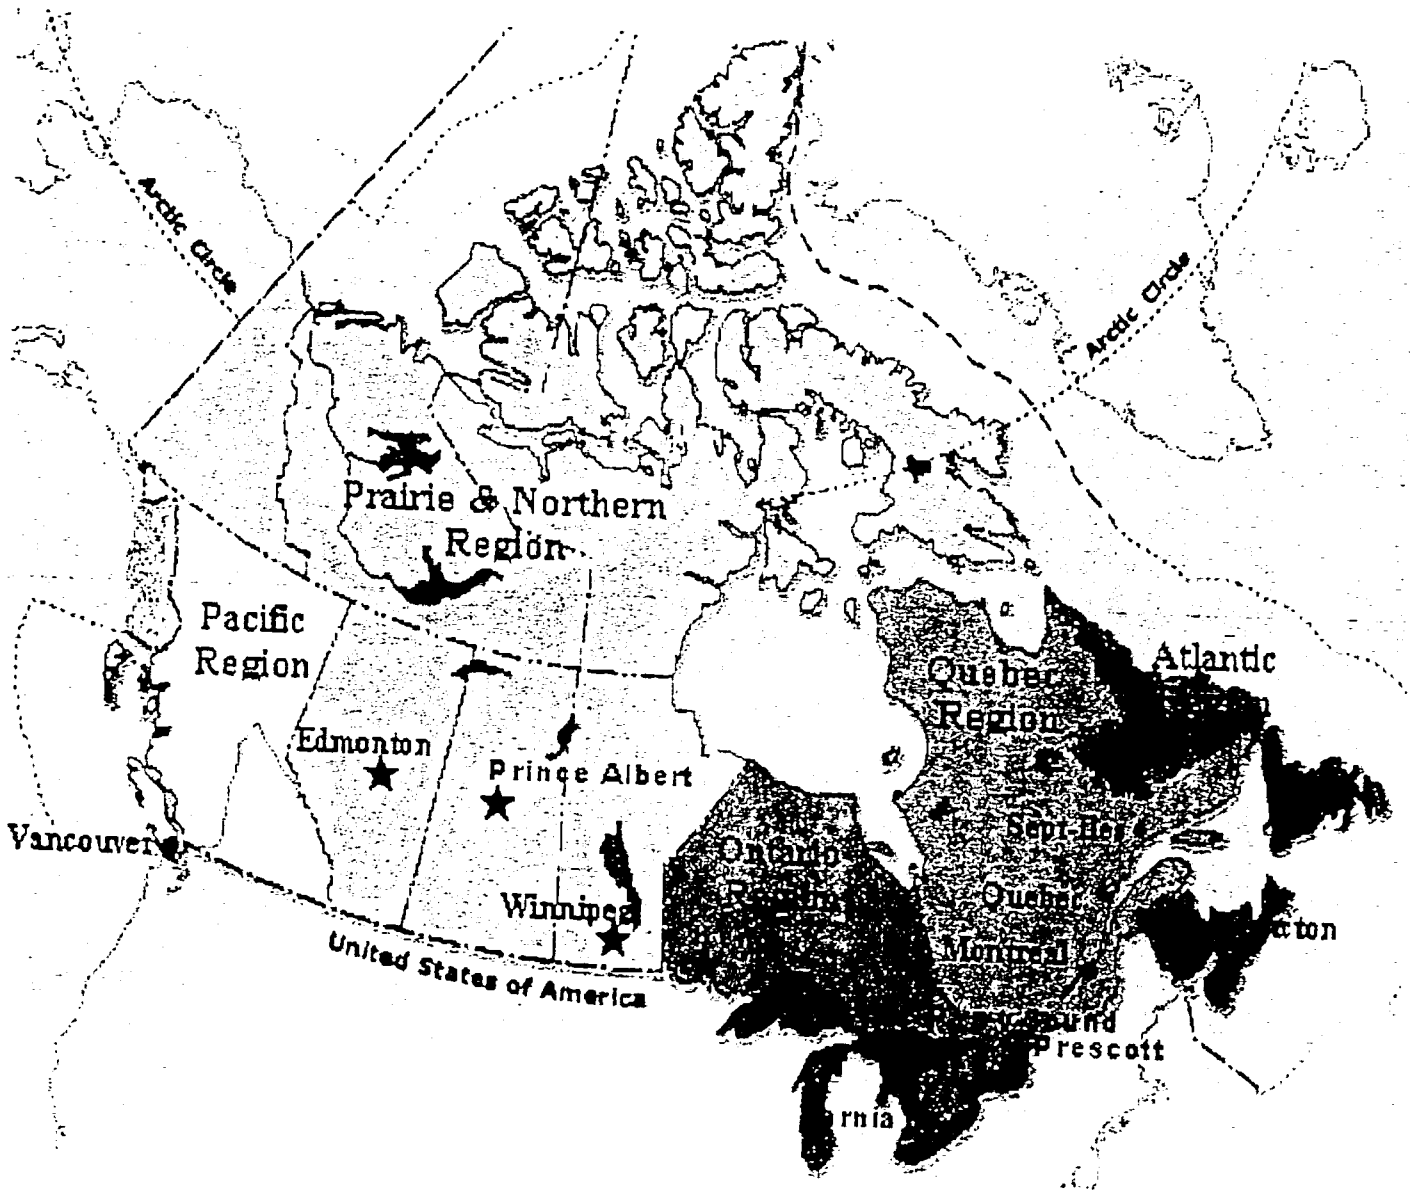 Arctic Circle
Arctic Circle
Prairie & Northern
Region
Pacific
Region
Quebec
Region
Atlantic
Edmonton
Prince Albert
Vancouver
Sept-Iles
Ontario
Region
Quebec
Winnipeg
Montreal
United States of America
Sound
Prescott